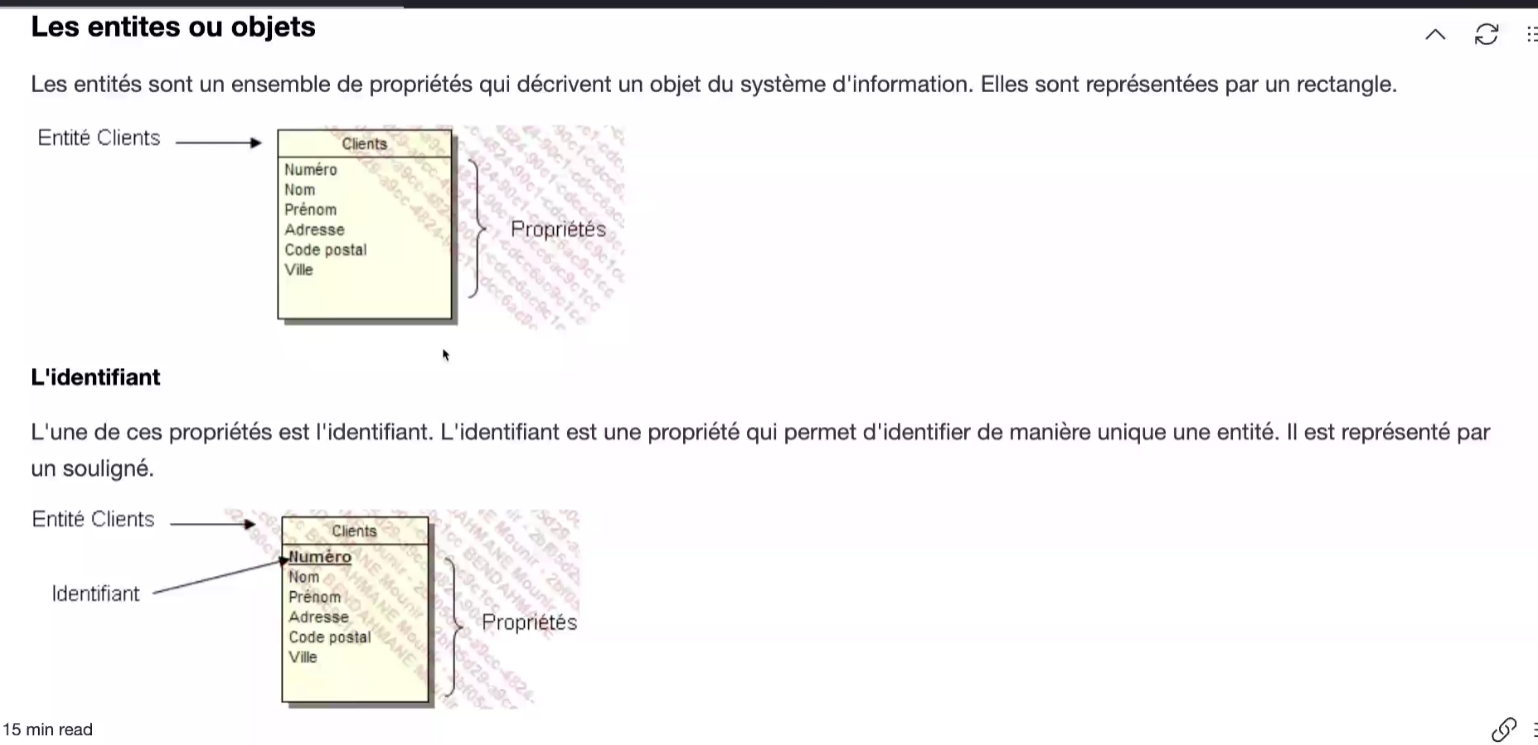 Les entites ou objets
Les entités sont un ensemble de propriétés qui décrivent un objet du système d'information. Elles sont représentées par un rectangle.
Entité Clients
Clients
Numéro
Nom
Prénom
Adresse
Code postal
Ville
Propriétés
L'identifiant
L'une de ces propriétés est l'identifiant. L'identifiant est une propriété qui permet d'identifier de manière unique une entité. Il est représenté par
un souligné.
Entité Clients
Identifiant
Clients
Numéro
Nom
Prénom
Adresse
Code postal
Ville
Propriétés
15 min read